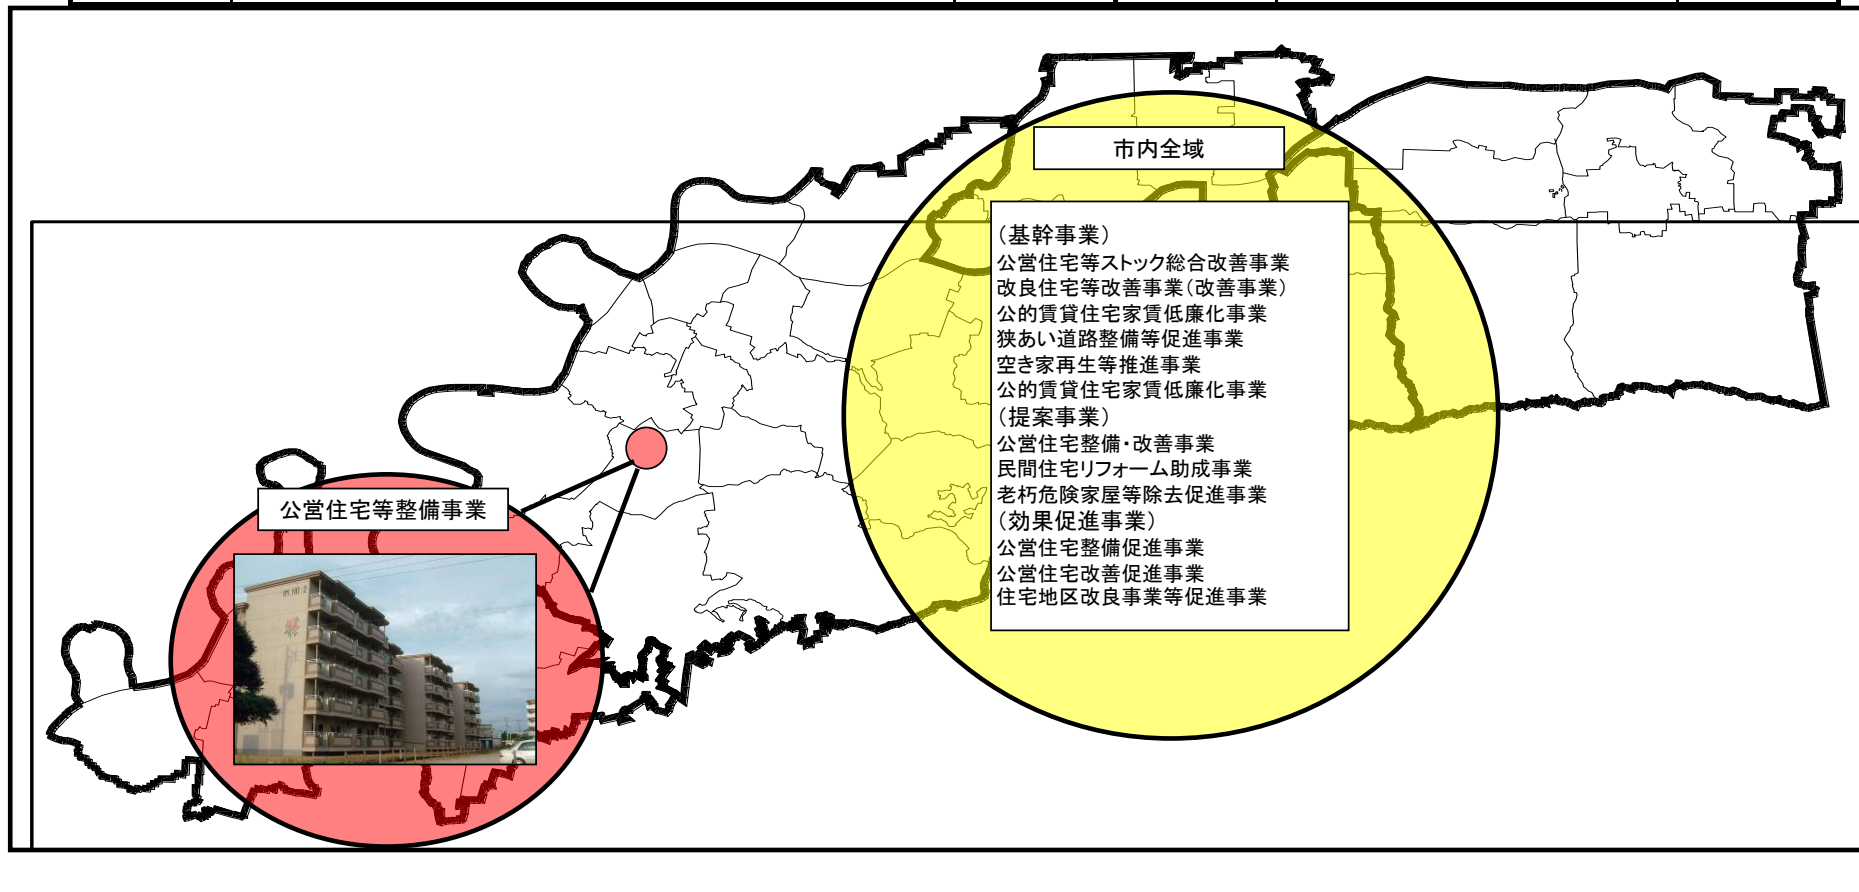 市内全域
（基幹事業）
公営住宅等ストック総合改善事業
改良住宅等改善事業（改善事業）
公的賃貸住宅家賃低廉化事業
狭あい道路整備等促進事業
空き家再生等推進事業
公的賃貸住宅家賃低廉化事業
（提案事業）
公営住宅整備・改善事業
民間住宅リフォーム助成事業
老朽危険家屋等除去促進事業
（効果促進事業）
公営住宅整備促進事業
公営住宅改善促進事業
住宅地区改良事業等促進事業
公営住宅等整備事業